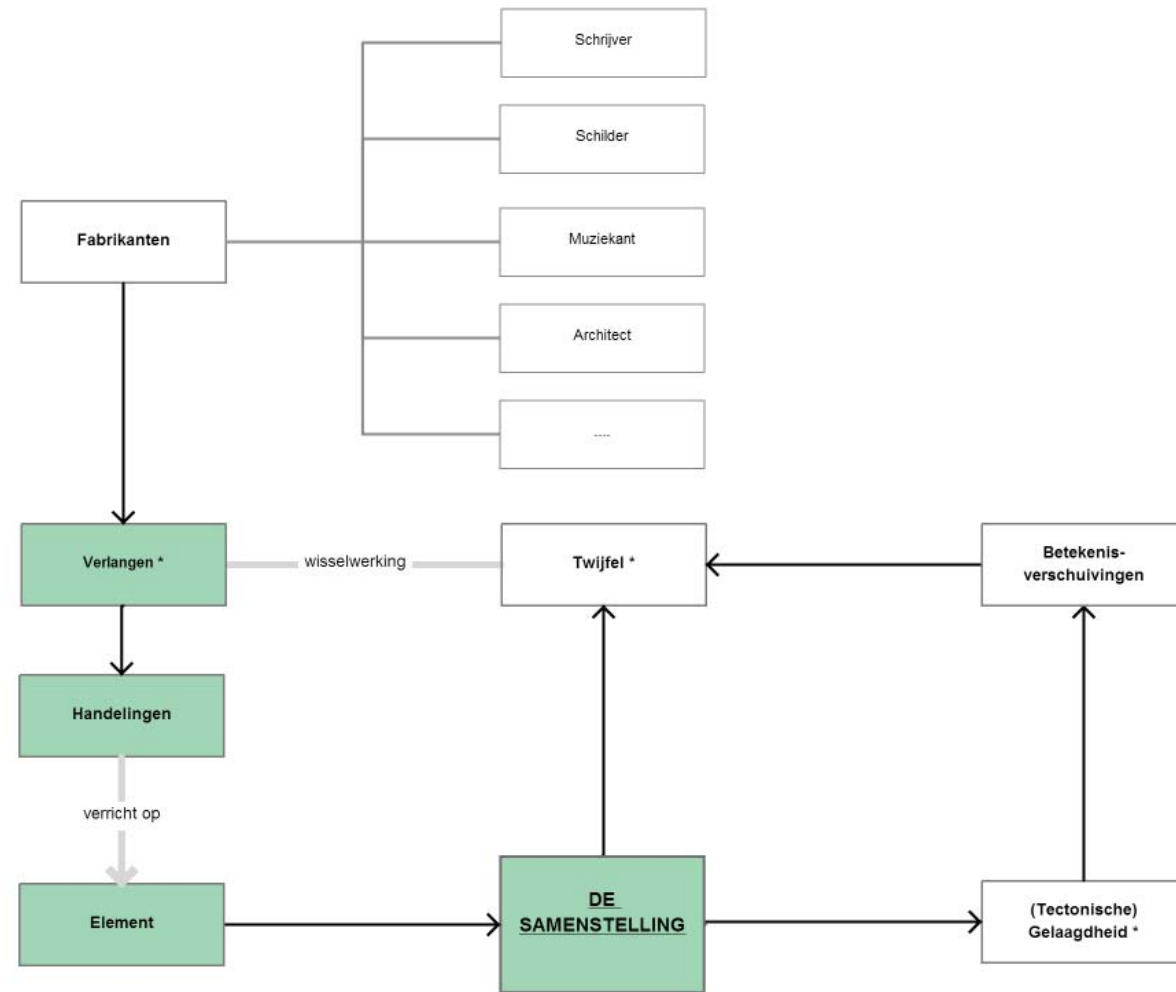 Schrijver
Schilder
Fabrikanten
Muziekant
Architect
----
Verlangen *
wisselwerking
Twijfel *
Betekenis-
verschuivingen
Handelingen
verricht op
Element
DE
SAMENSTELLING
(Tectonische)
Gelaagdheid *